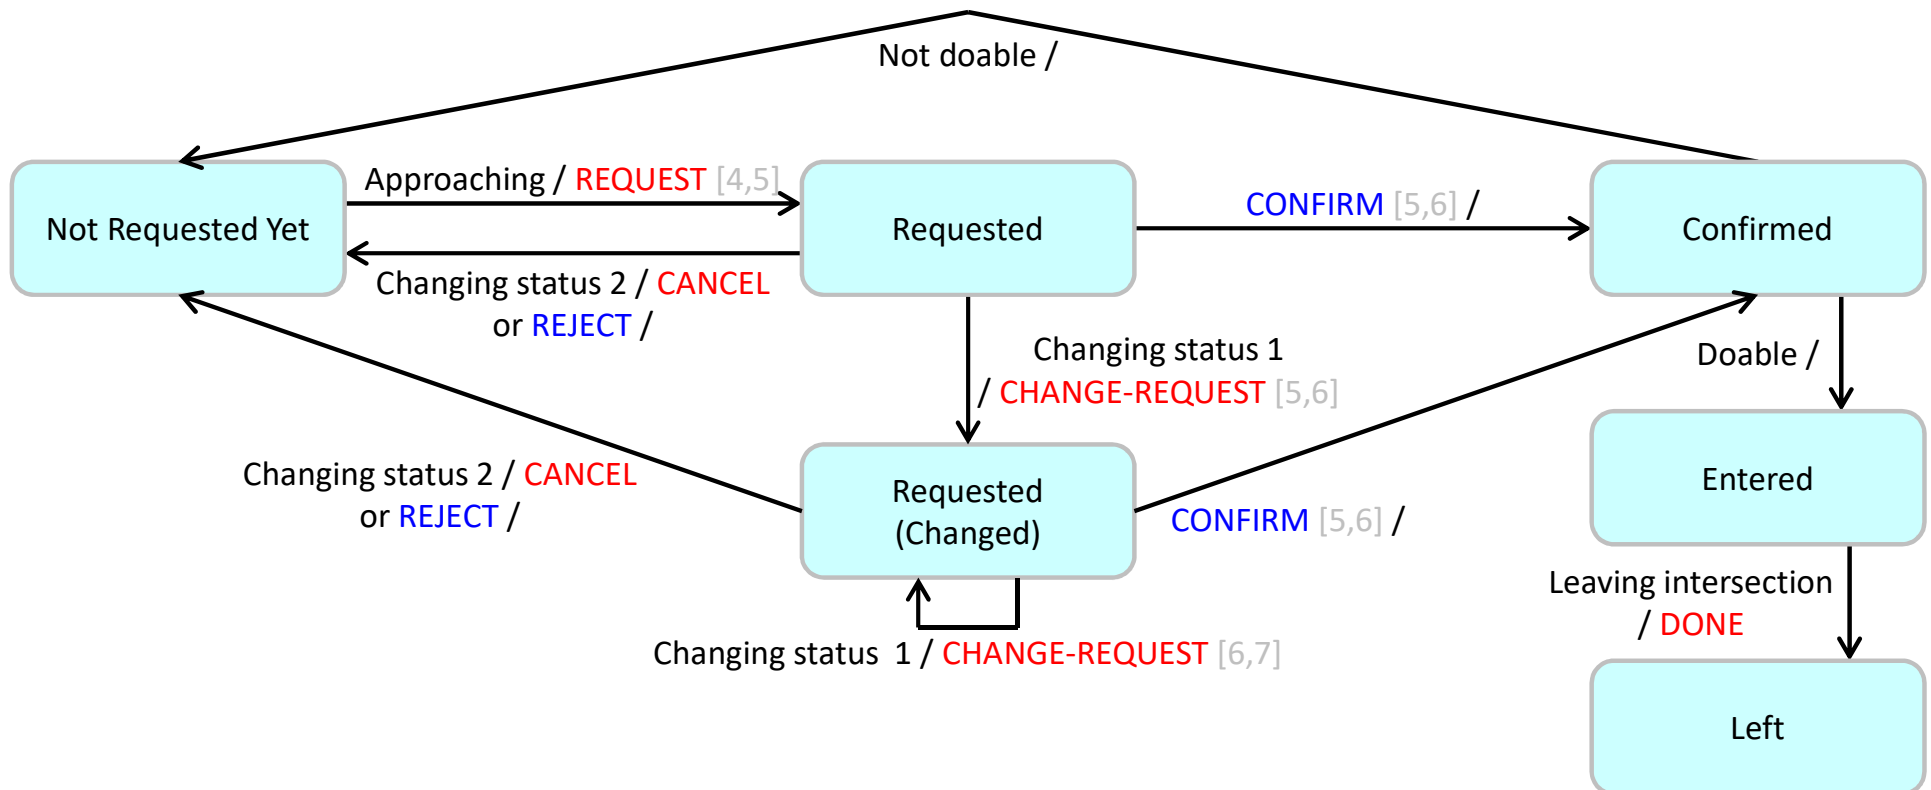 Not doable /
Approaching / REQUEST [4,5]
Not Requested Yet
Requested
CONFIRM [5,6] /
Confirmed
Changing status 2 / CANCEL
or REJECT /
Changing status 1
/ CHANGE-REQUEST [5,6]
Doable /
Changing status 2 / CANCEL
or REJECT /
Requested
(Changed)
CONFIRM [5,6] /
Entered
Leaving intersection
/ DONE
Changing status 1 / CHANGE-REQUEST [6,7]
Left